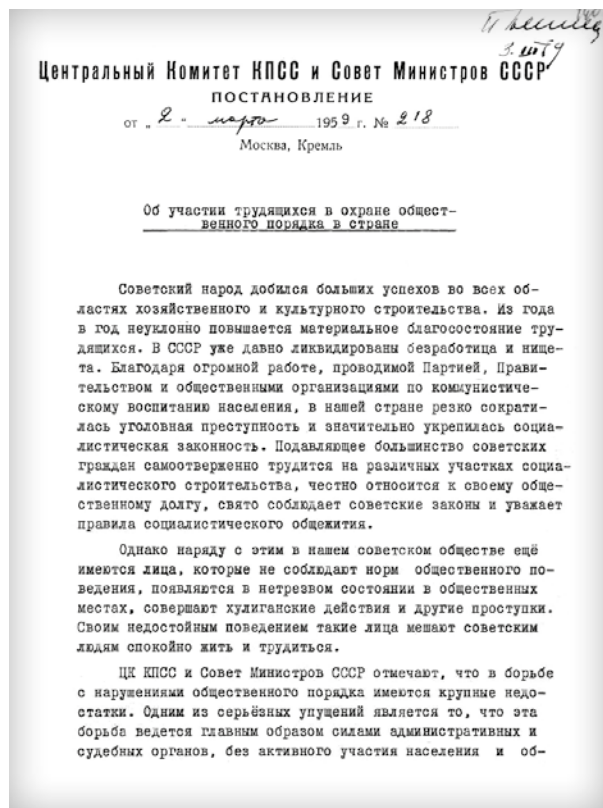 3.III 59
Центральный Комитет КПСС и Совет Министров СССР
ПОСТАНОВЛЕНИЕ
от „2" марта 1959 г. № 218
Москва, Кремль
Об участии трудящихся в охране общест-
венного порядка в стране
Советский народ добился больших успехов во всех об-
ластях хозяйственного и культурного строительства. Из года
в год неуклонно повышается материальное благосостояние тру-
дящихся. В СССР уже давно ликвидированы безработица и нище-
та. Благодаря огромной работе, проводимой Партией, Прави-
тельством и общественными организациями по коммунистиче-
скому воспитанию населения, в нашей стране резко сократи-
лась уголовная преступность и значительно укрепилась социа-
листическая законность. Подавляющее большинство советских
граждан самоотверженно трудится на различных участках социа-
листического строительства, честно относится к своему обще-
ственному долгу, свято соблюдает советские законы и уважает
правила социалистического общежития.
Однако наряду с этим в нашем советском обществе ещё
имеются лица, которые не соблюдают норм общественного по-
ведения, появляются в нетрезвом состоянии в общественных
местах, совершают хулиганские действия и другие проступки.
Своим недостойным поведением такие лица мешают советским
людям спокойно жить и трудиться.
ЦК КПСС и Совет Министров СССР отмечают, что в борьбе
с нарушениями общественного порядка имеются крупные недо-
статки. Одним из серьёзных упущений является то, что эта
борьба ведется главным образом силами административных и
судебных органов, без активного участия населения и об-